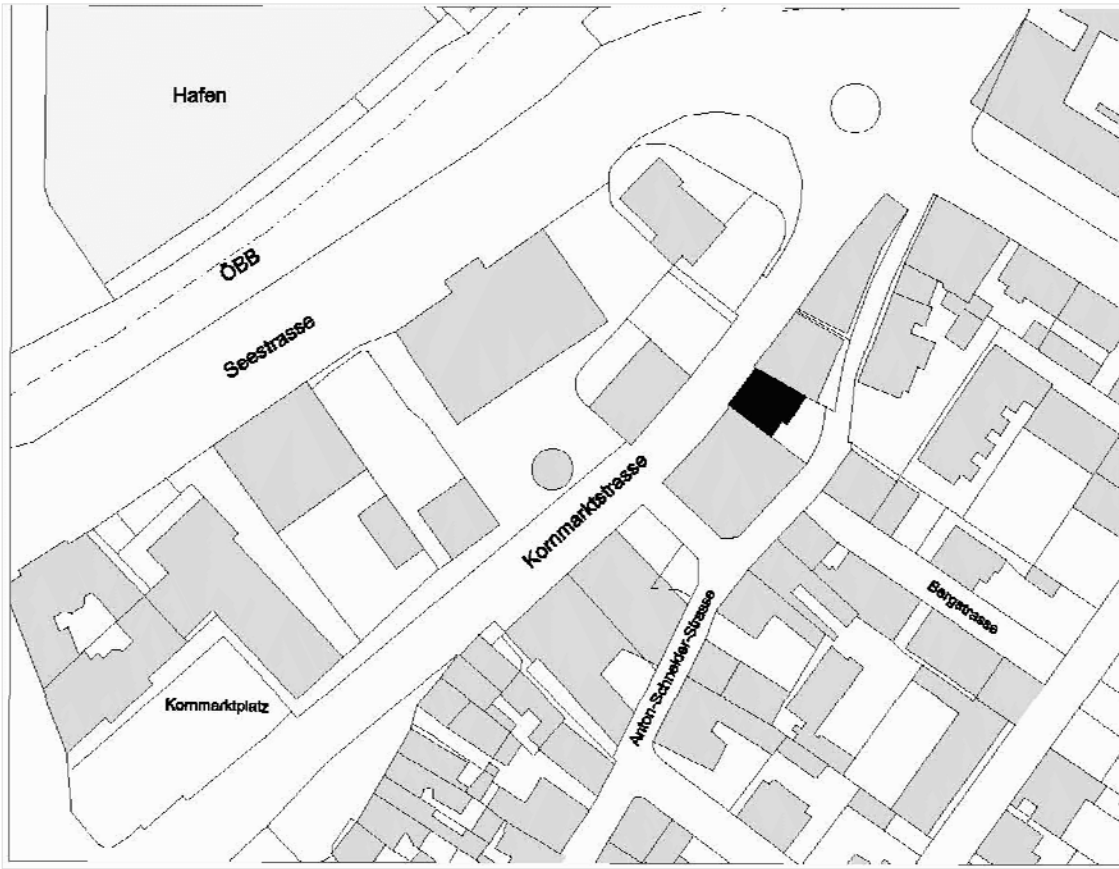 Hafen
ÖBB
Seestrasse
Kornmarktstrasse
Bergstrasse
Anton-Schneider-Strasse
Kornmarktplatz